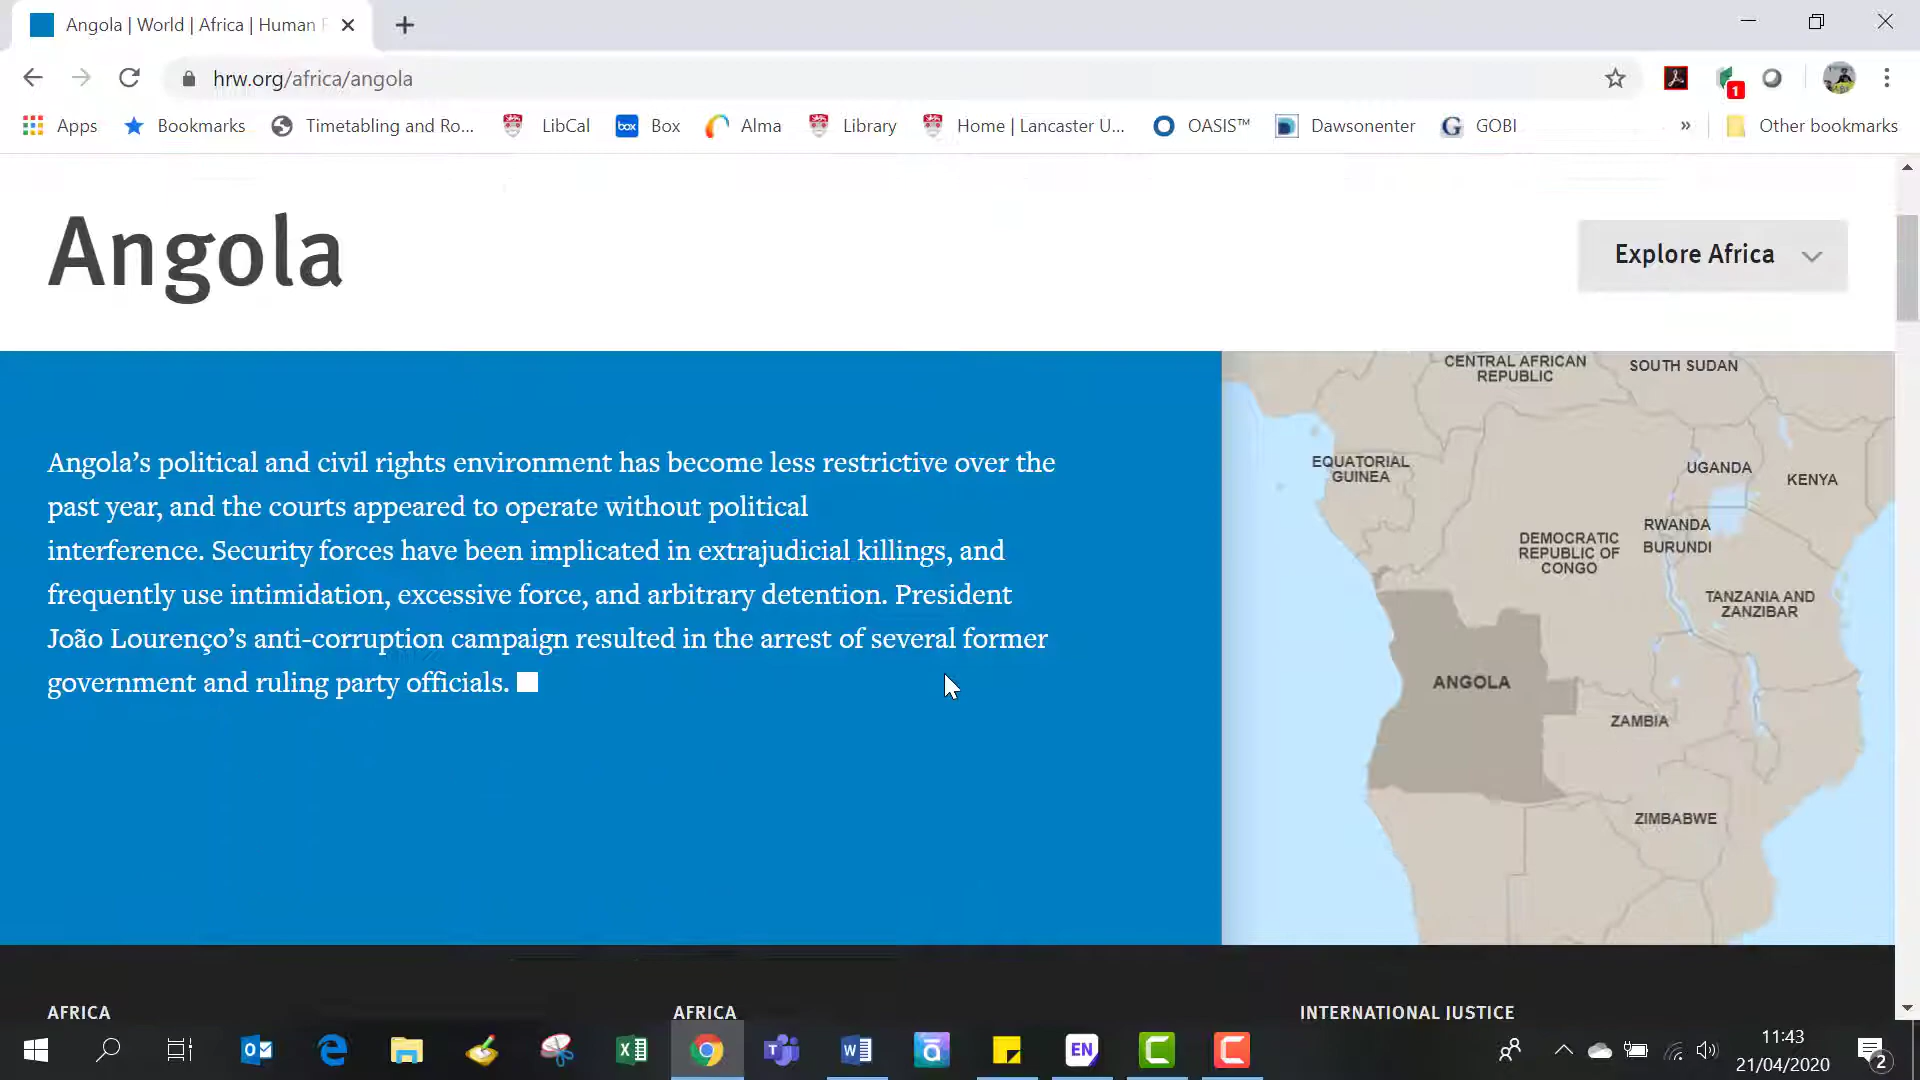 Angola | World | Africa | Human
hrw.org/africa/angola
1
Apps
Bookmarks
Timetabling and Ro...
LibCal
box
Box
Alma
Library
Home | Lancaster U...
OASIS™
Dawsonenter
G
GOBI
»
Other bookmarks
Angola
Explore Africa
Angola’s political and civil rights environment has become less restrictive over the
past year, and the courts appeared to operate without political
interference. Security forces have been implicated in extrajudicial killings, and
frequently use intimidation, excessive force, and arbitrary detention. President
João Lourenço’s anti-corruption campaign resulted in the arrest of several former
government and ruling party officials.
CENTRAL AFRICAN
REPUBLIC
SOUTH SUDAN
EQUATORIAL
GUINEA
UGANDA
KENYA
DEMOCRATIC
REPUBLIC OF
CONGO
RWANDA
BURUNDI
TANZANIA AND
ZANZIBAR
ANGOLA
ZAMBIA
ZIMBABWE
AFRICA
AFRICA
INTERNATIONAL JUSTICE
EN
11:43
21/04/2020
2